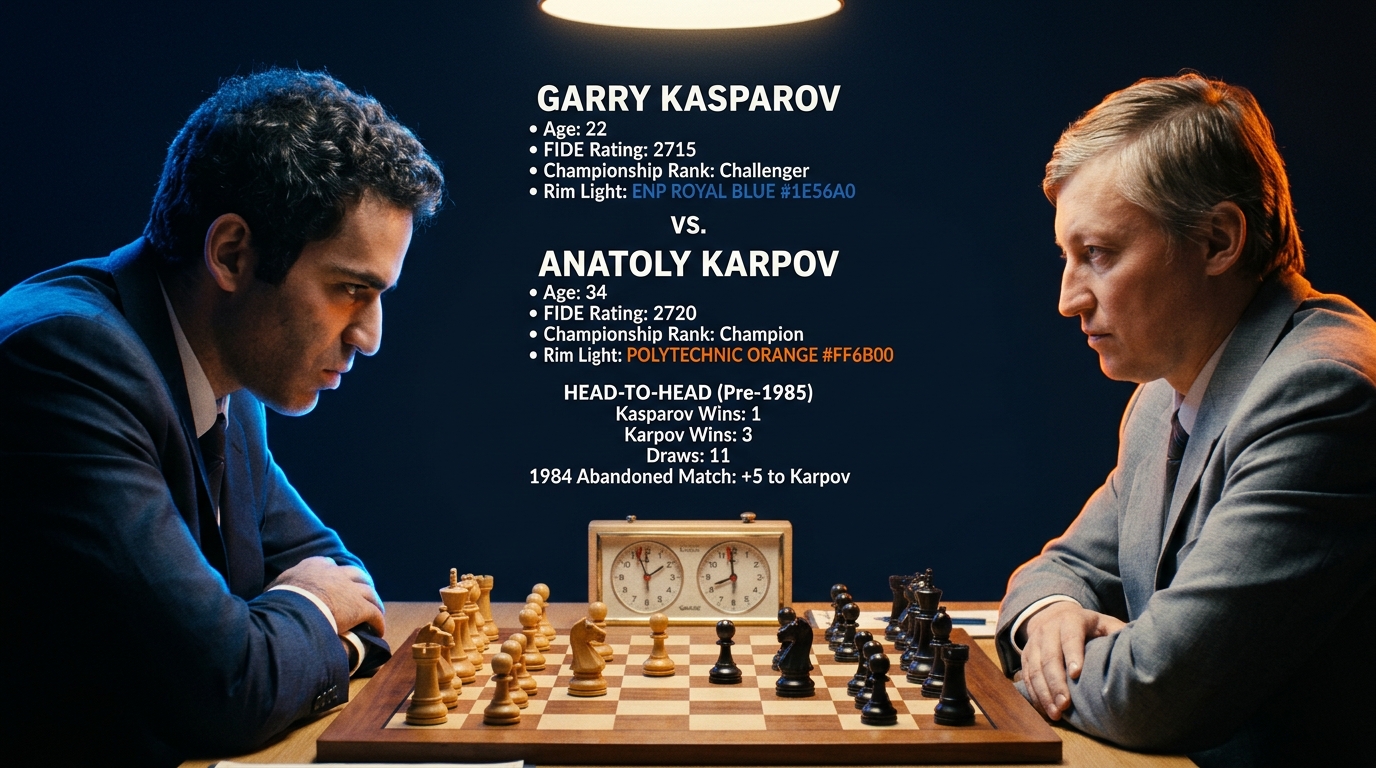 GARRY KASPAROV
• Age: 22
• FIDE Rating: 2715
• Championship Rank: Challenger
• Rim Light: ENP ROYAL BLUE #1E56A0
VS.
ANATOLY KARPOV
• Age: 34
• FIDE Rating: 2720
• Championship Rank: Champion
• Rim Light: POLYTECHNIC ORANGE #FF6B00
HEAD-TO-HEAD (Pre-1985)
Kasparov Wins: 1
Karpov Wins: 3
Draws: 11
1984 Abandoned Match: +5 to Karpov